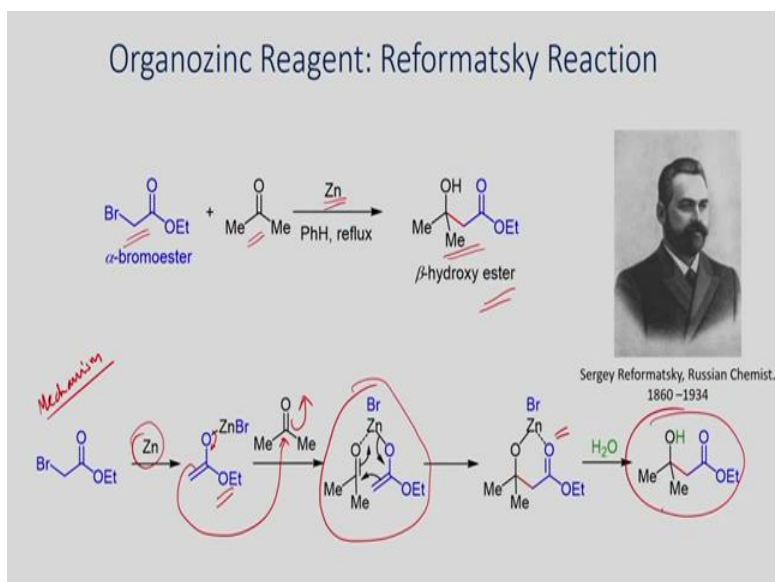 Organozinc Reagent: Reformatsky Reaction
Br O OEt + Me O Me Zn PhH, reflux OH O Me Me OEt
α-bromoester
β-hydroxy ester
Sergey Reformatsky, Russian Chemist.
1860 –1934
Mechanism
Br O OEt Zn O ZnBr OEt O Me Me Br Zn O O Me Me OEt Br Zn O O Me Me OEt H₂O OH O Me Me OEt